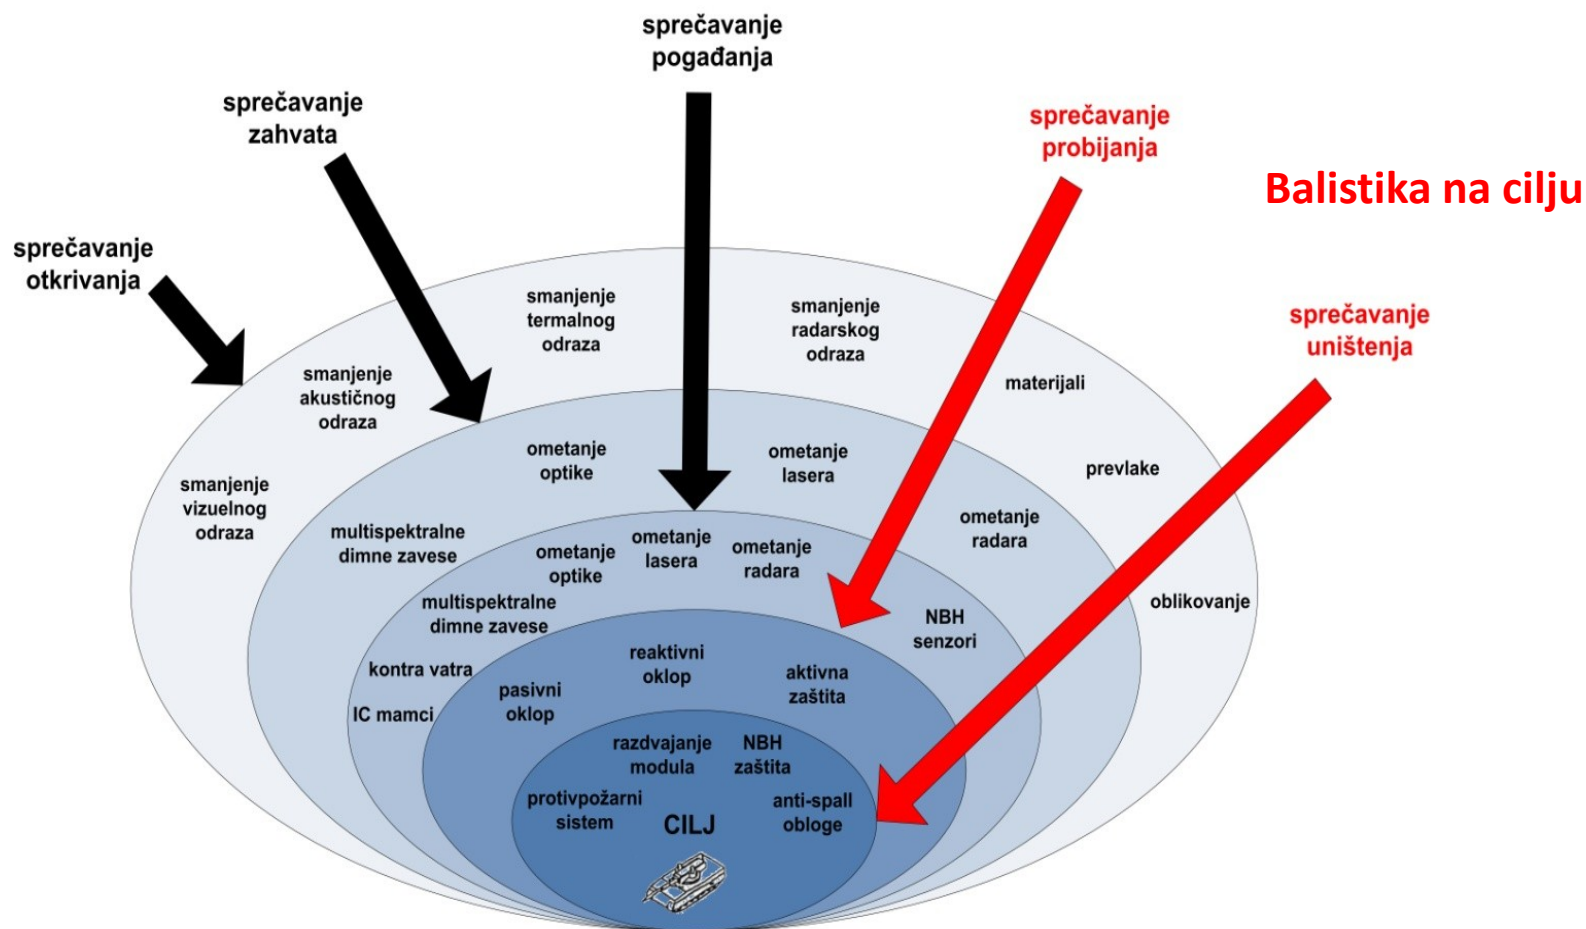 sprečavanje
pogađanja
sprečavanje
zahvata
sprečavanje
probijanja
Balistika na cilju
sprečavanje
otkrivanja
sprečavanje
uništenja
smanjenje
termalnog
odraza
smanjenje
radarskog
odraza
smanjenje
akustičnog
odraza
materijali
smanjenje
vizuelnog
odraza
prevlake
oblikovanje
ometanje
optike
ometanje
lasera
multispektralne
dimne zavese
ometanje
radara
ometanje
optike
ometanje
lasera
ometanje
radara
multispektralne
dimne zavese
NBH
senzori
kontra vatra
IC mamci
pasivni
oklop
reaktivni
oklop
aktivna
zaštita
razdvajanje
modula
NBH
zaštita
protivpožarni
sistem
anti-spall
obloge
CILJ